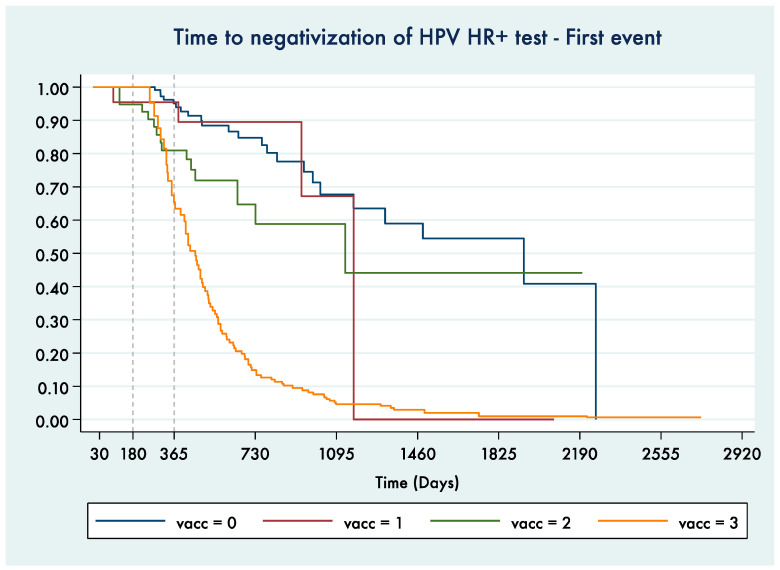 Time to negativization of HPV HR+ test - First event
1.00
0.90
0.80
0.70
0.60
0.50
0.40
0.30
0.20
0.10
0.00
30 180 365 730 1095 1460 1825 2190 2555 2920
Time (Days)
vacc = 0 vacc = 1 vacc = 2 vacc = 3